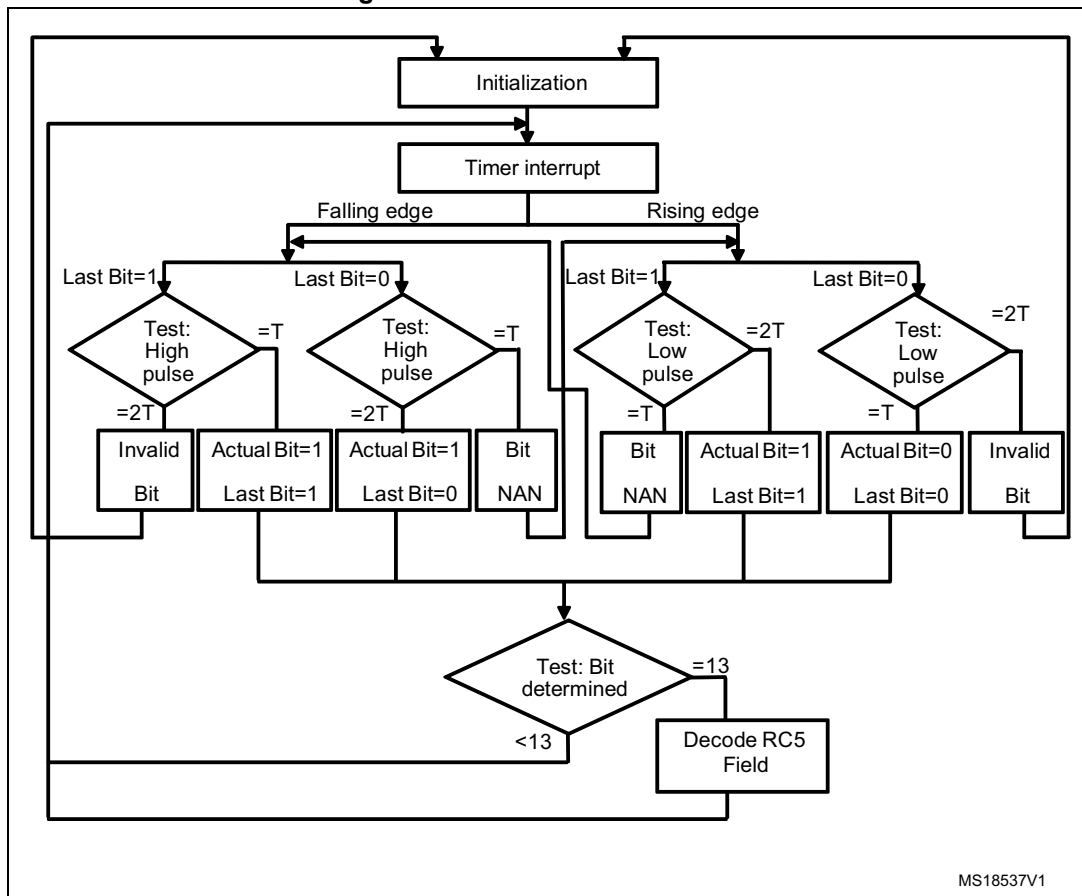 Initialization
Timer interrupt
Falling edge
Rising edge
Last Bit=1
Last Bit=0
Last Bit=1
Last Bit=0
Test:
High
pulse
=T
=2T
Test:
High
pulse
=T
=2T
Test:
Low
pulse
=2T
=T
Test:
Low
pulse
=2T
=T
Invalid
Bit
Actual Bit=1
Last Bit=1
Actual Bit=1
Last Bit=0
Bit
NAN
Bit
NAN
Actual Bit=1
Last Bit=1
Actual Bit=0
Last Bit=0
Invalid
Bit
Test: Bit
determined
=13
<13
Decode RC5
Field
MS18537V1